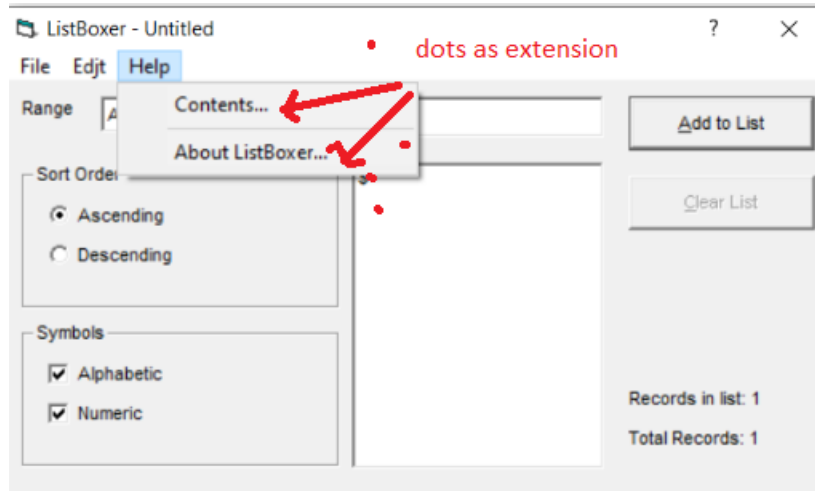 ListBoxer - Untitled
? ×
dots as extension
File Edjt Help
Contents...
Range A
Add to List
About ListBoxer...
Sort Order
Clear List
Ascending
Descending
Symbols
Alphabetic
Numeric
Records in list: 1
Total Records: 1